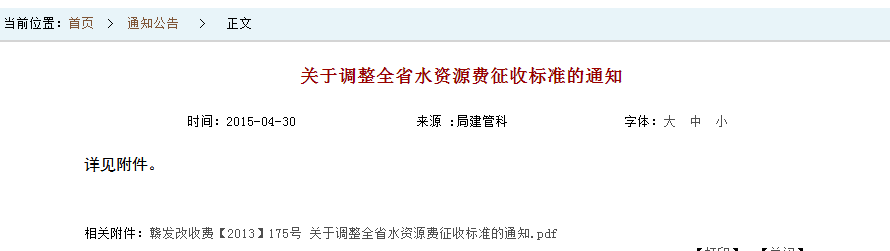 当前位置：首页 > 通知公告 > 正文
关于调整全省水资源费征收标准的通知
时间：2015-04-30 来源 :局建管科 字体：大 中 小
详见附件。
相关附件：赣发改收费【2013】175号 关于调整全省水资源费征收标准的通知.pdf